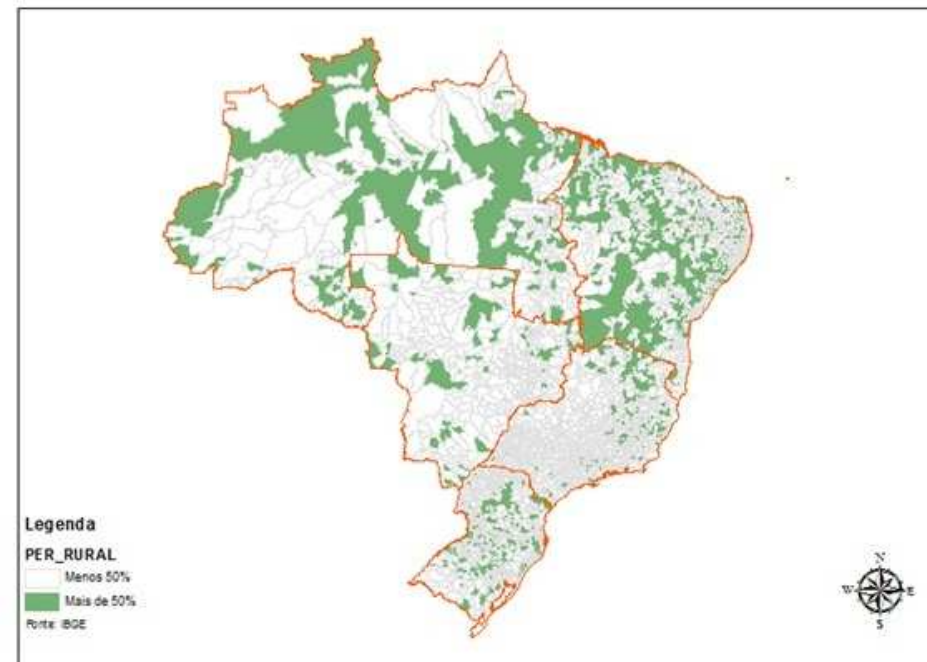 Legenda
PER_RURAL
Menos 50%
Mais de 50%
Fonte: IBGE
N
W E
S